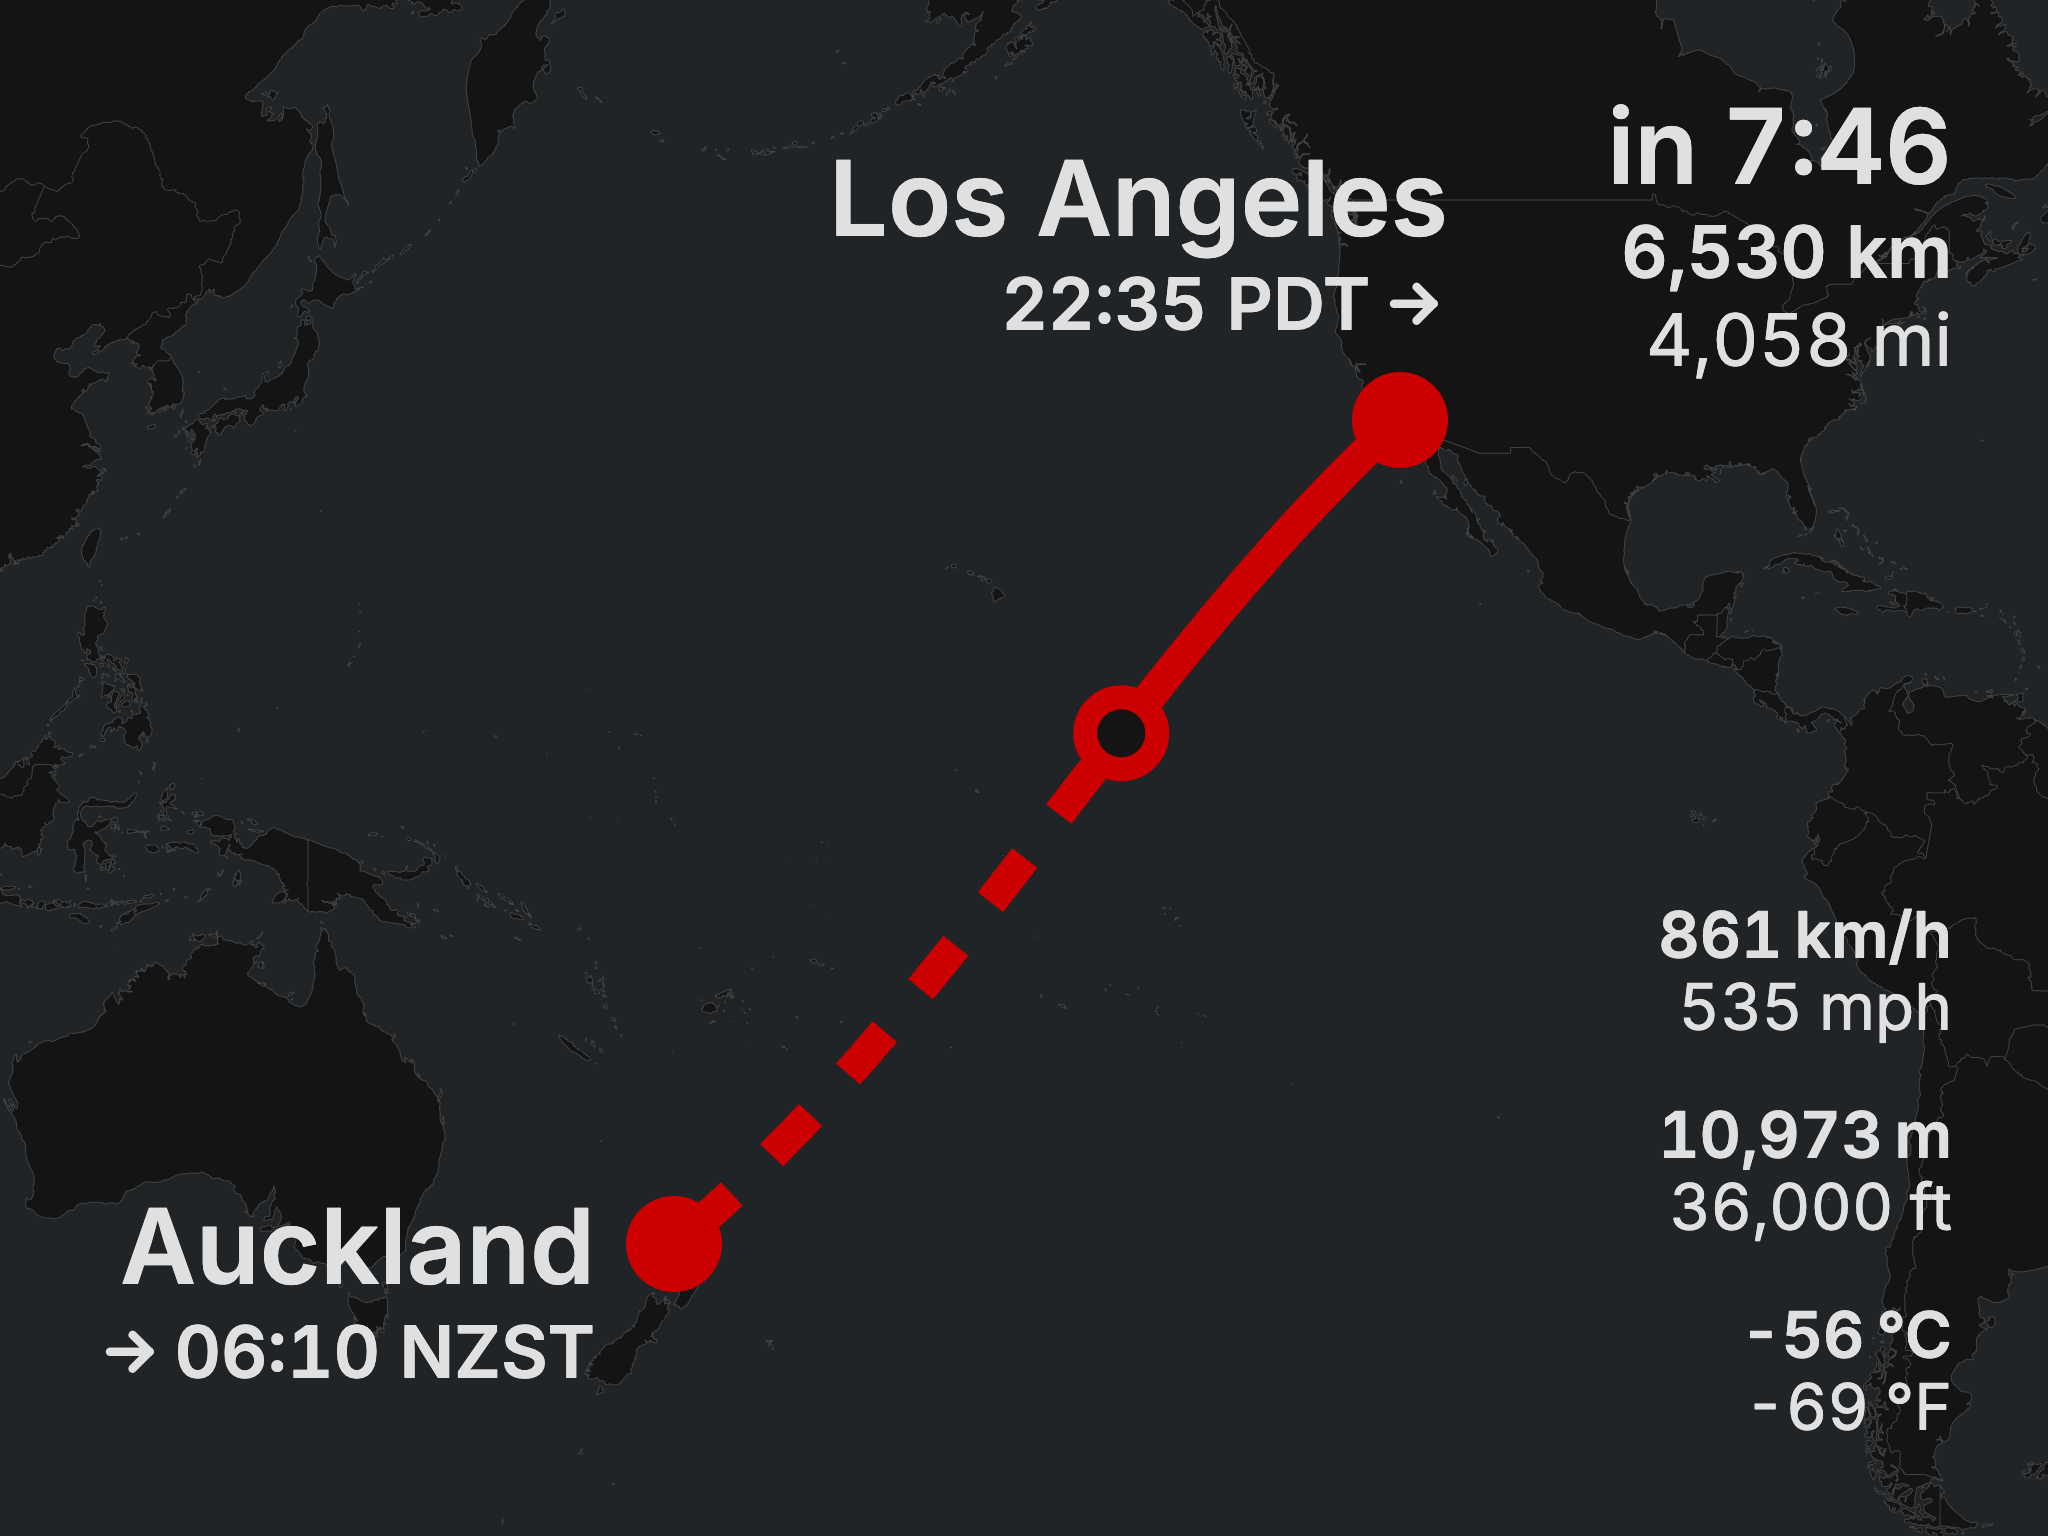 Los Angeles
22:35 PDT →
in 7:46
6,530 km
4,058 mi
861 km/h
535 mph
10,973 m
36,000 ft
-56 °C
-69 °F
Auckland
→ 06:10 NZST